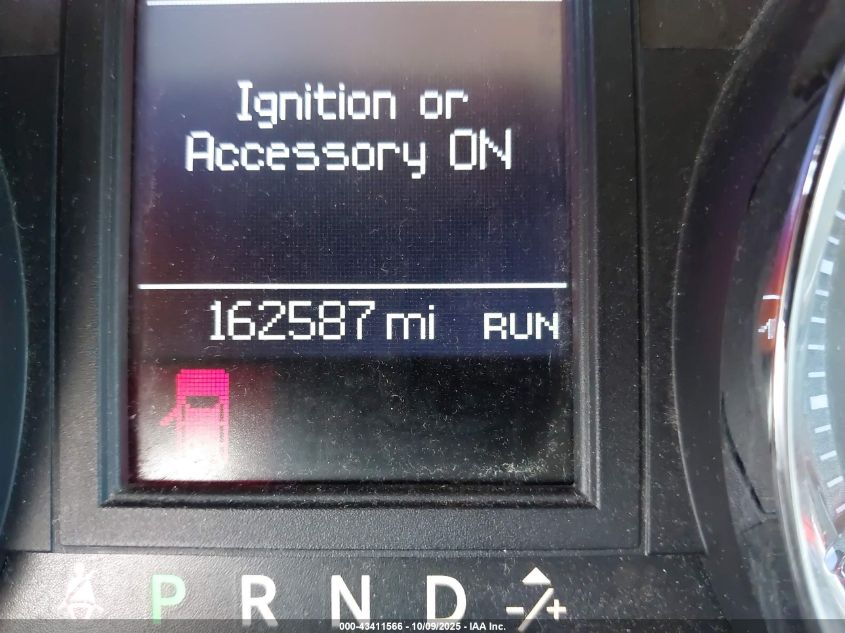 Ignition or
Accessory ON
162587 mi RUN
P R N D -/+
000-43411566 - 10/09/2025 - IAA Inc.